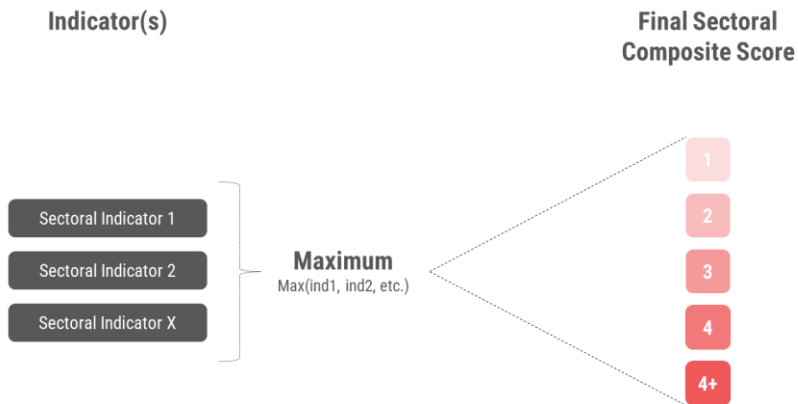 Indicator(s)
Final Sectoral
Composite Score
Sectoral Indicator 1
Sectoral Indicator 2
Sectoral Indicator X
Maximum
Max(ind1, ind2, etc.)
1
2
3
4
4+